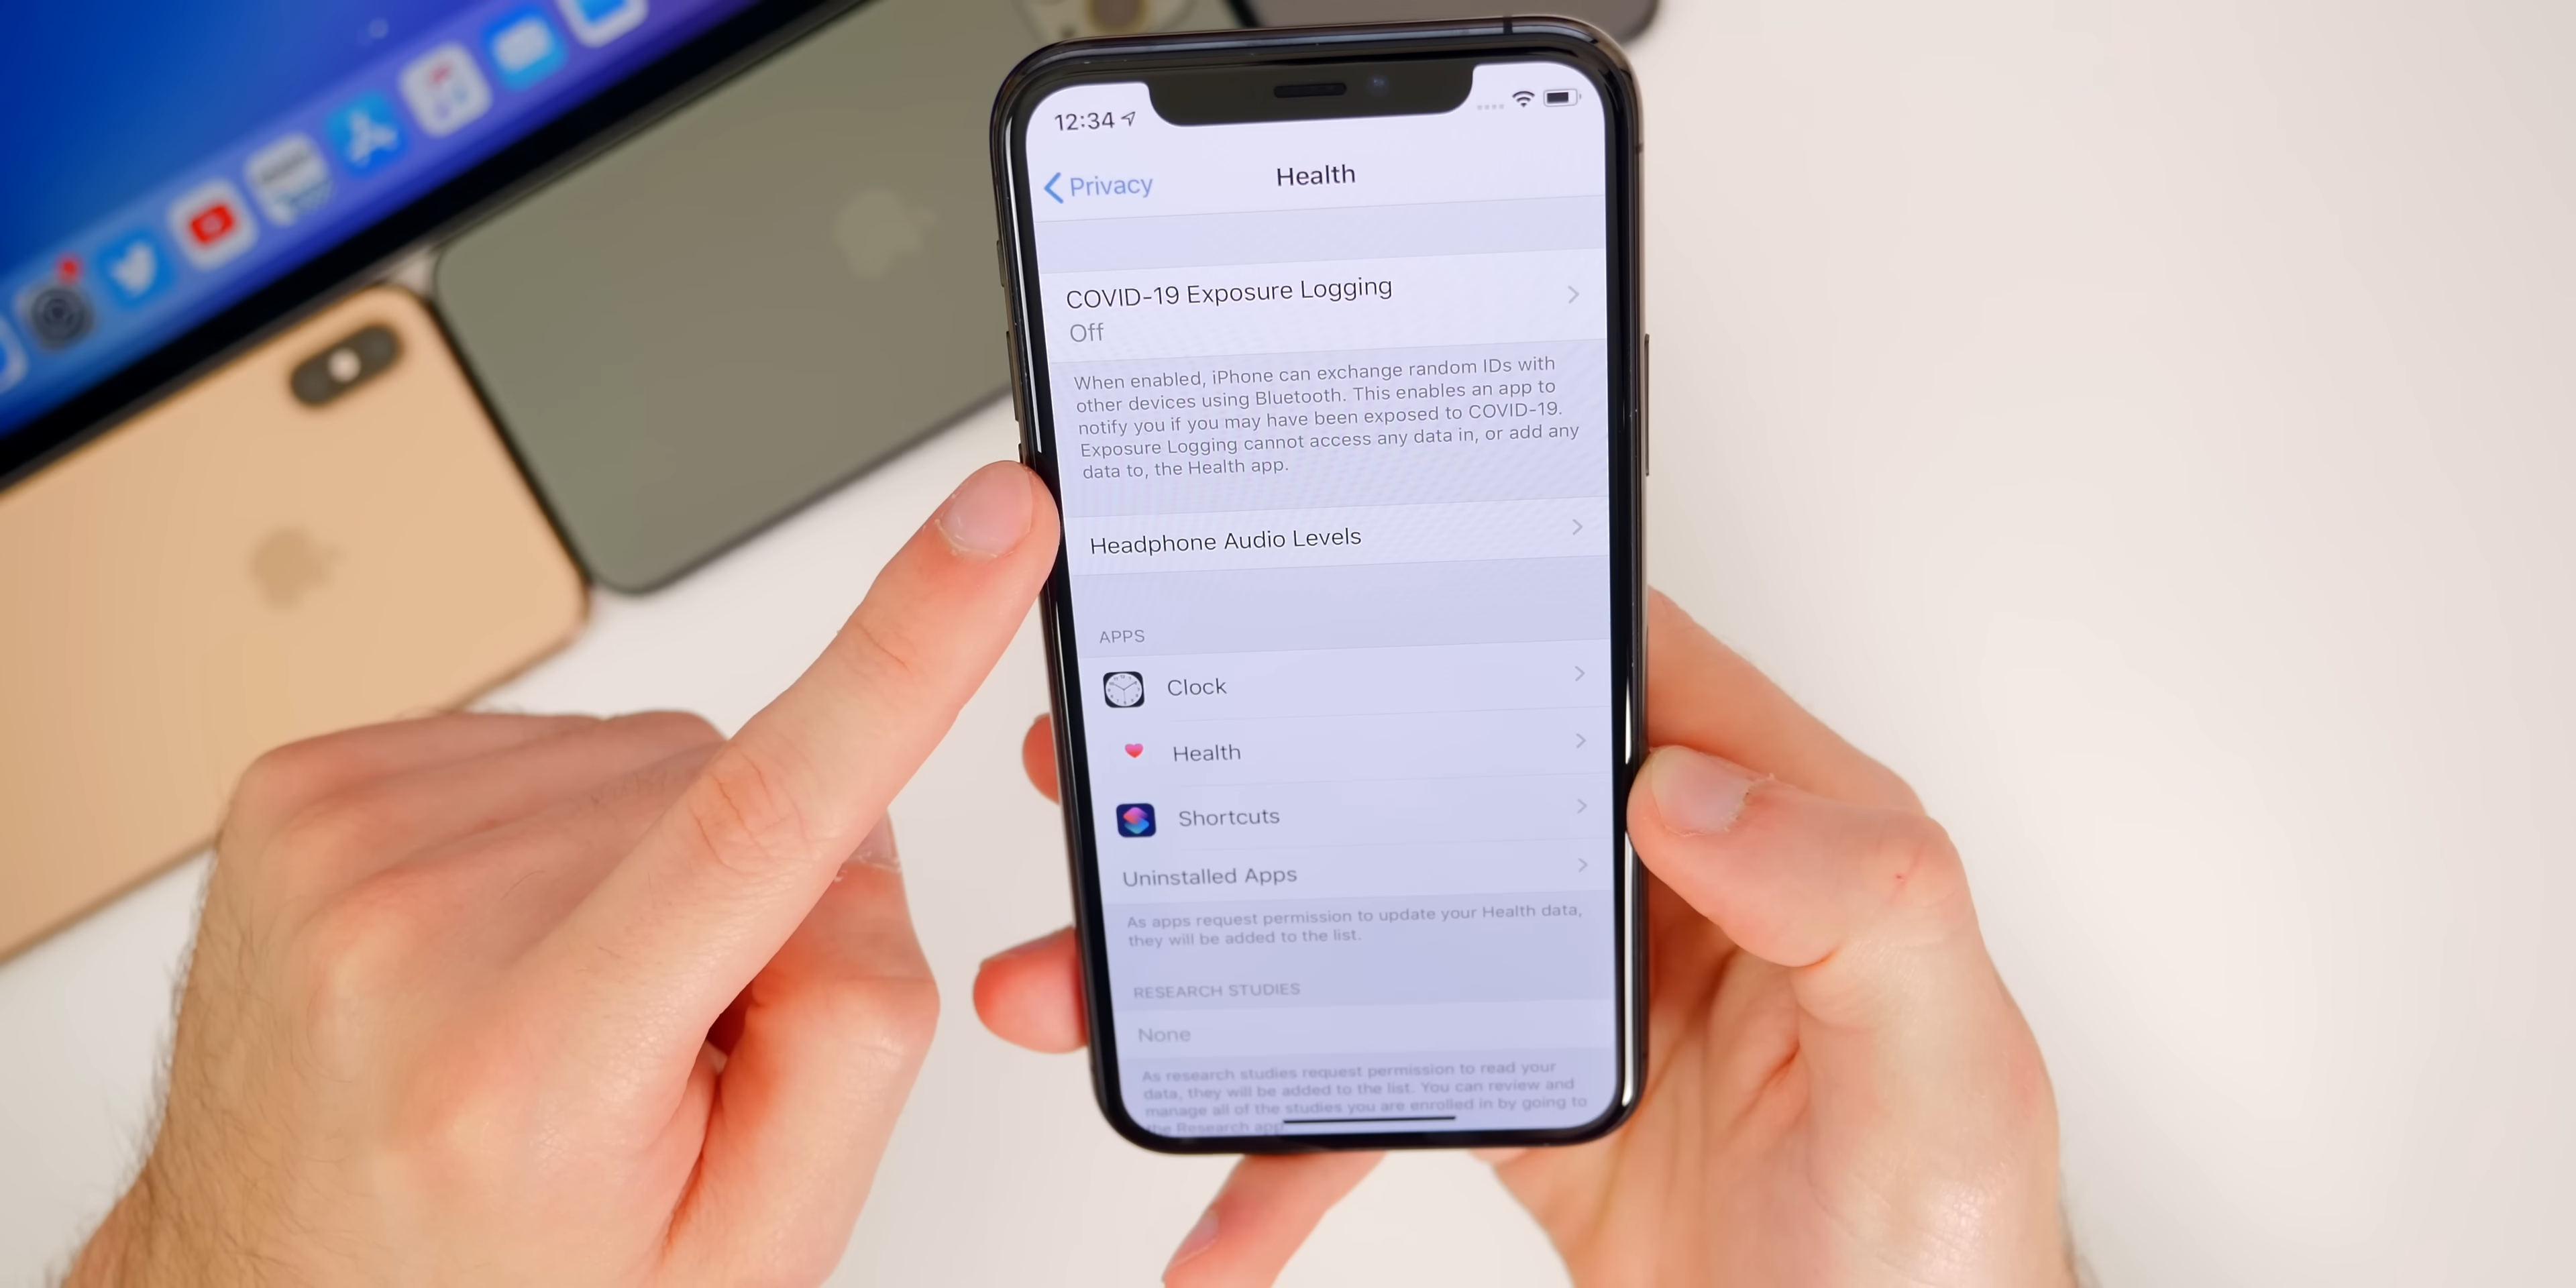 12:34
Privacy
Health
COVID-19 Exposure Logging
Off
When enabled, iPhone can exchange random IDs with
other devices using Bluetooth. This enables an app to
notify you if you may have been exposed to COVID-19.
Exposure Logging cannot access any data in, or add any
data to, the Health app.
Headphone Audio Levels
APPS
Clock
Health
Shortcuts
Uninstalled Apps
As apps request permission to update your Health data,
they will be added to the list.
RESEARCH STUDIES
None
As research studies request permission to read your
data, they will be added to the list. You can review and
manage all of the studies you are enrolled in by going to
the Research app